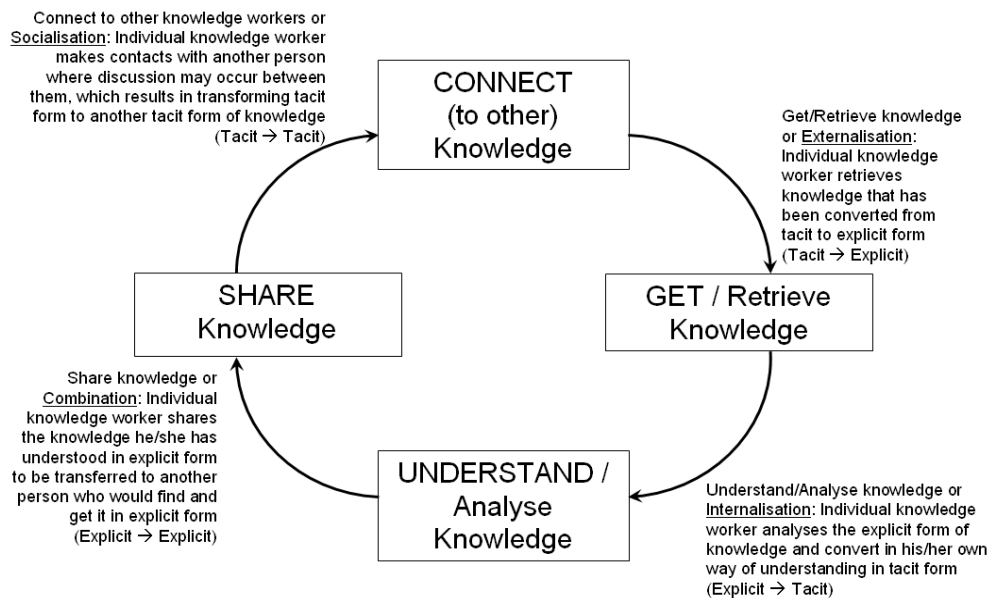 Connect to other knowledge workers or
Socialisation: Individual knowledge worker
makes contacts with another person
where discussion may occur between
them, which results in transforming tacit
form to another tacit form of knowledge
(Tacit → Tacit)
CONNECT
(to other)
Knowledge
Get/Retrieve knowledge
or Externalisation:
Individual knowledge
worker retrieves
knowledge that has
been converted from
tacit to explicit form
(Tacit → Explicit)
GET / Retrieve
Knowledge
Understand/Analyse knowledge or
Internalisation: Individual knowledge
worker analyses the explicit form of
knowledge and convert in his/her own
way of understanding in tacit form
(Explicit → Tacit)
UNDERSTAND /
Analyse
Knowledge
Share knowledge or
Combination: Individual
knowledge worker shares
the knowledge he/she has
understood in explicit form
to be transferred to another
person who would find and
get it in explicit form
(Explicit → Explicit)
SHARE
Knowledge